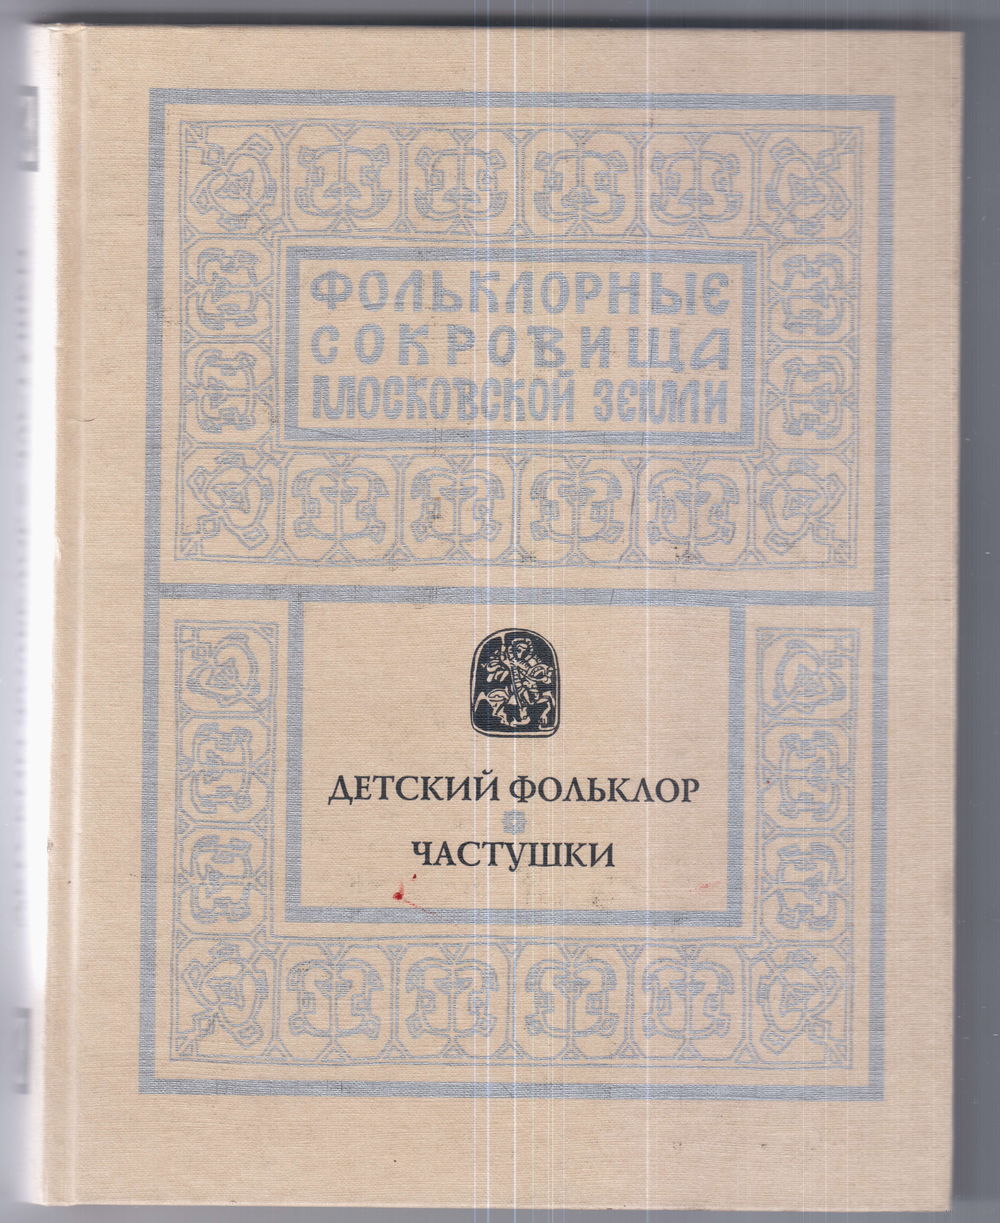 ФОЛЬКЛОРНЫЕ
СОКРОВИЩА
МОСКОВСКОЙ ЗЕМЛИ
ДЕТСКИЙ ФОЛЬКЛОР
ЧАСТУШКИ